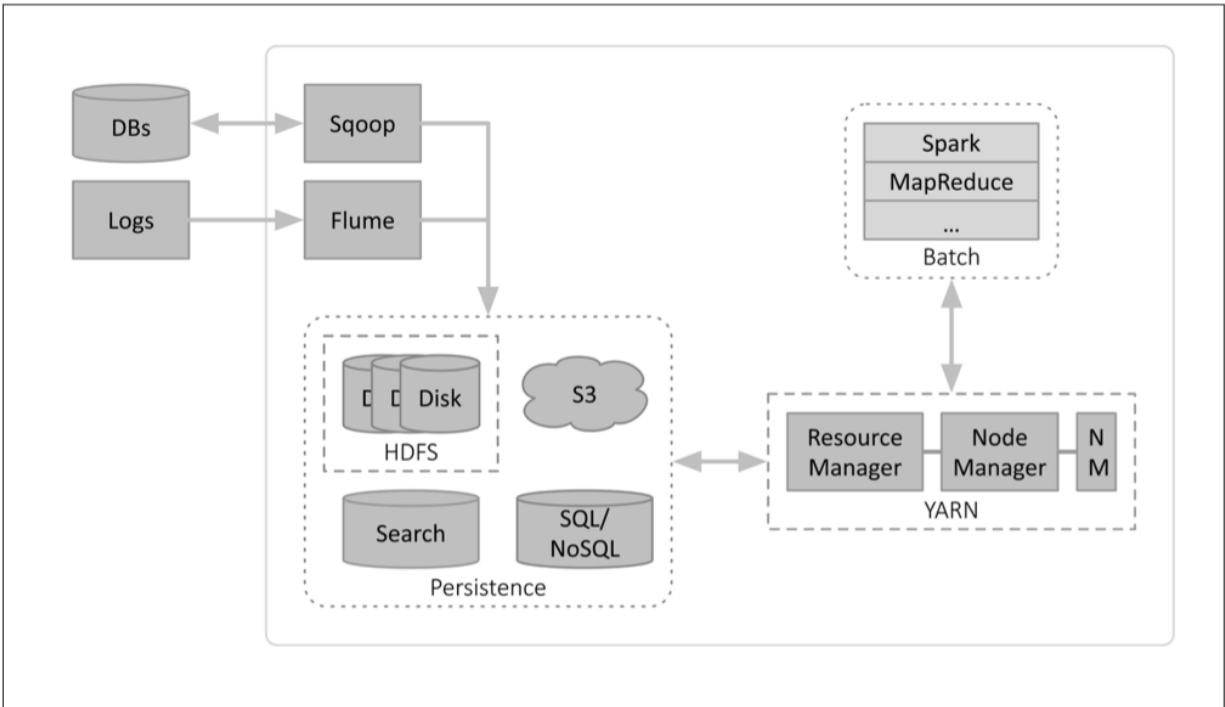 DBs
Sqoop
Logs
Flume
Spark
MapReduce
...
Batch
D
D
Disk
HDFS
S3
Search
SQL/
NoSQL
Persistence
Resource
Manager
Node
Manager
N
M
YARN